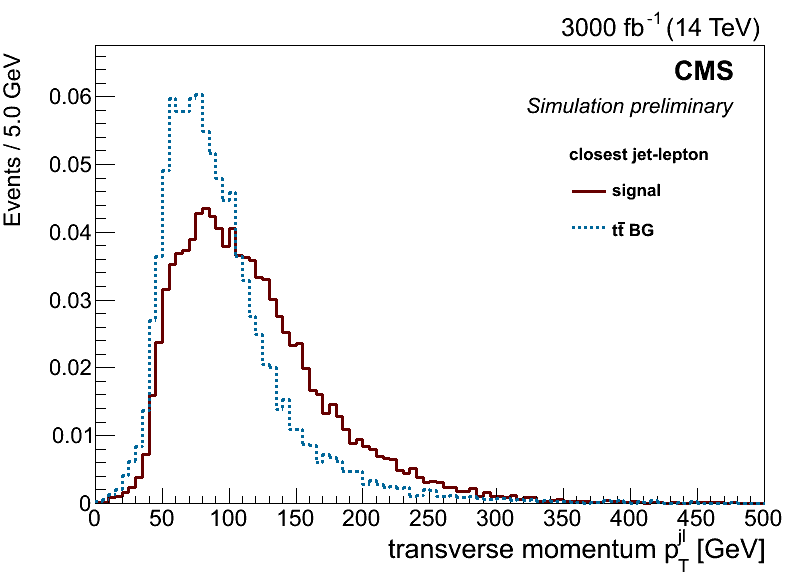 3000 fb⁻¹ (14 TeV)
CMS
Simulation preliminary
closest jet-lepton
signal
tt̄ BG
Events / 5.0 GeV
0.06
0.05
0.04
0.03
0.02
0.01
0
0 50 100 150 200 250 300 350 400 450 500
transverse momentum p_T^{jl} [GeV]